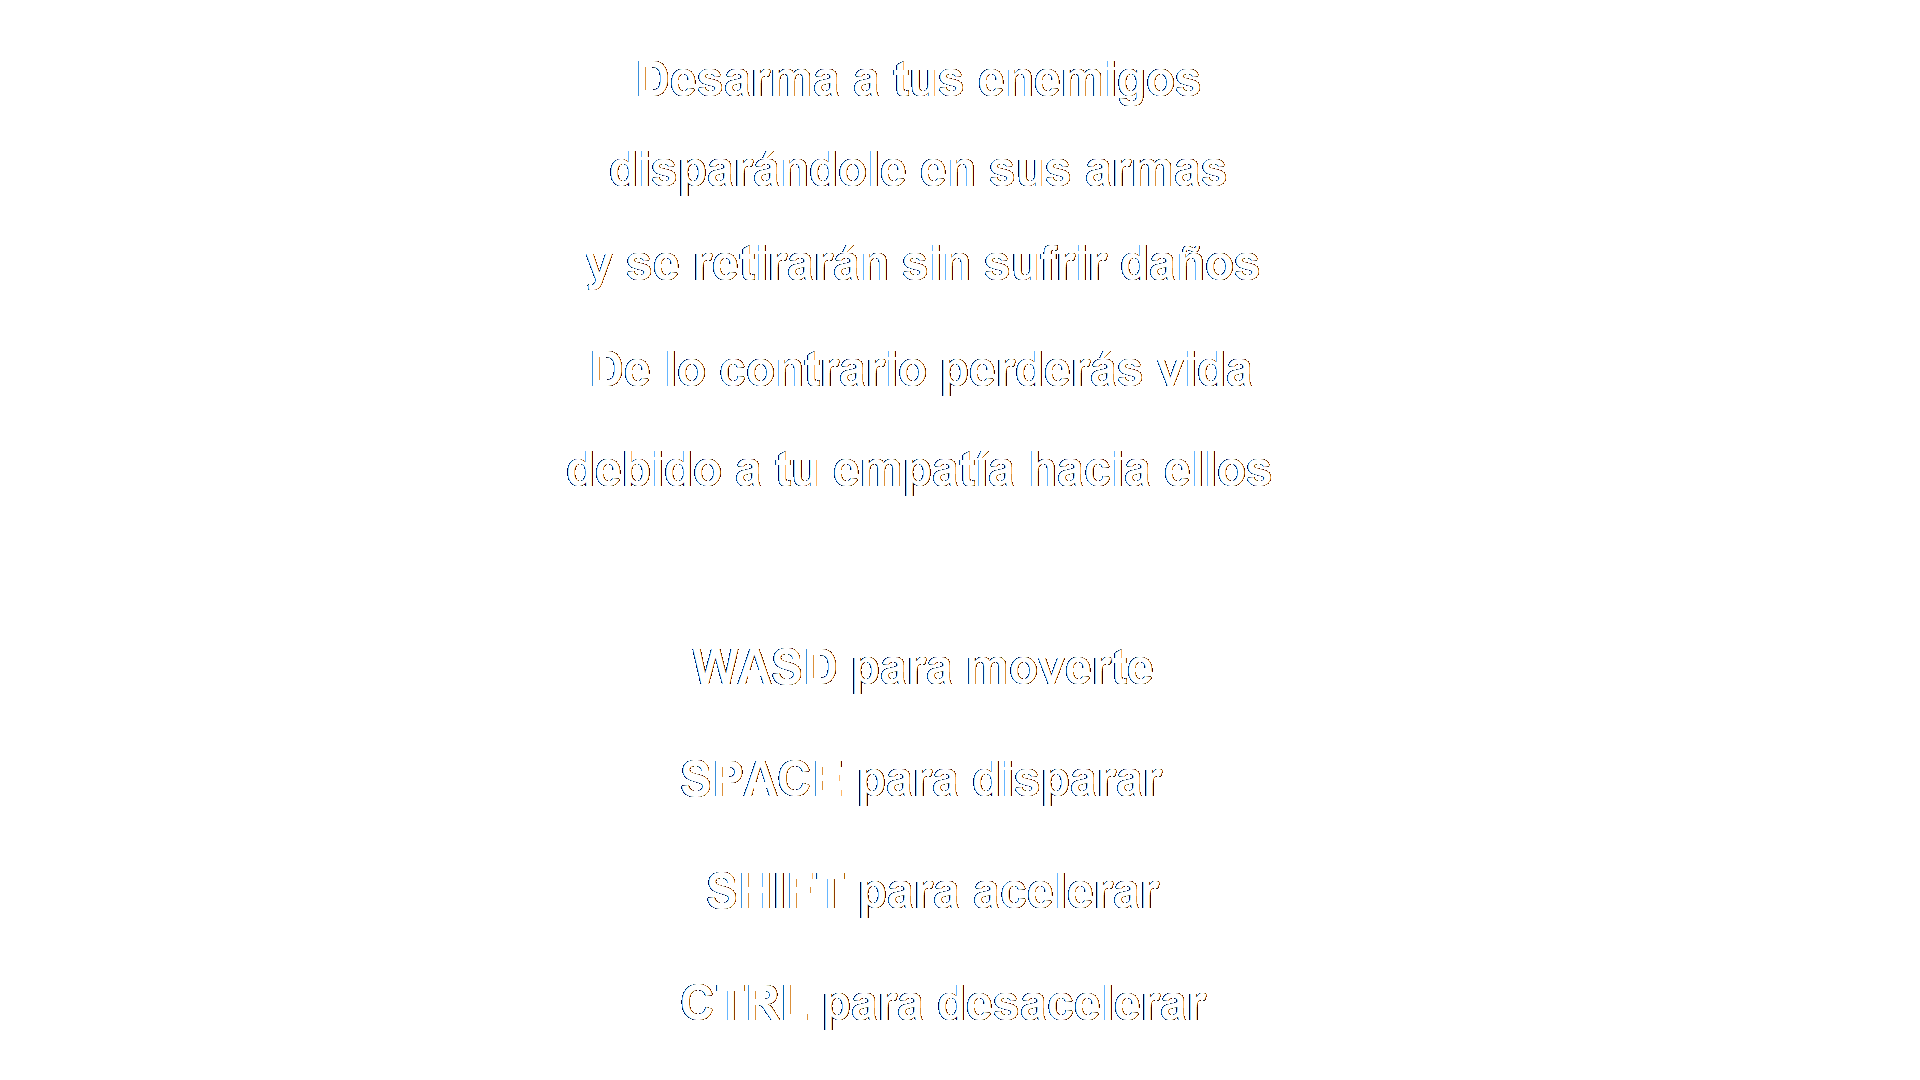 Desarma a tus enemigos
disparándole en sus armas
y se retirarán sin sufrir daños
De lo contrario perderás vida
debido a tu empatía hacia ellos
WASD para moverte
SPACE para disparar
SHIFT para acelerar
CTRL para desacelerar